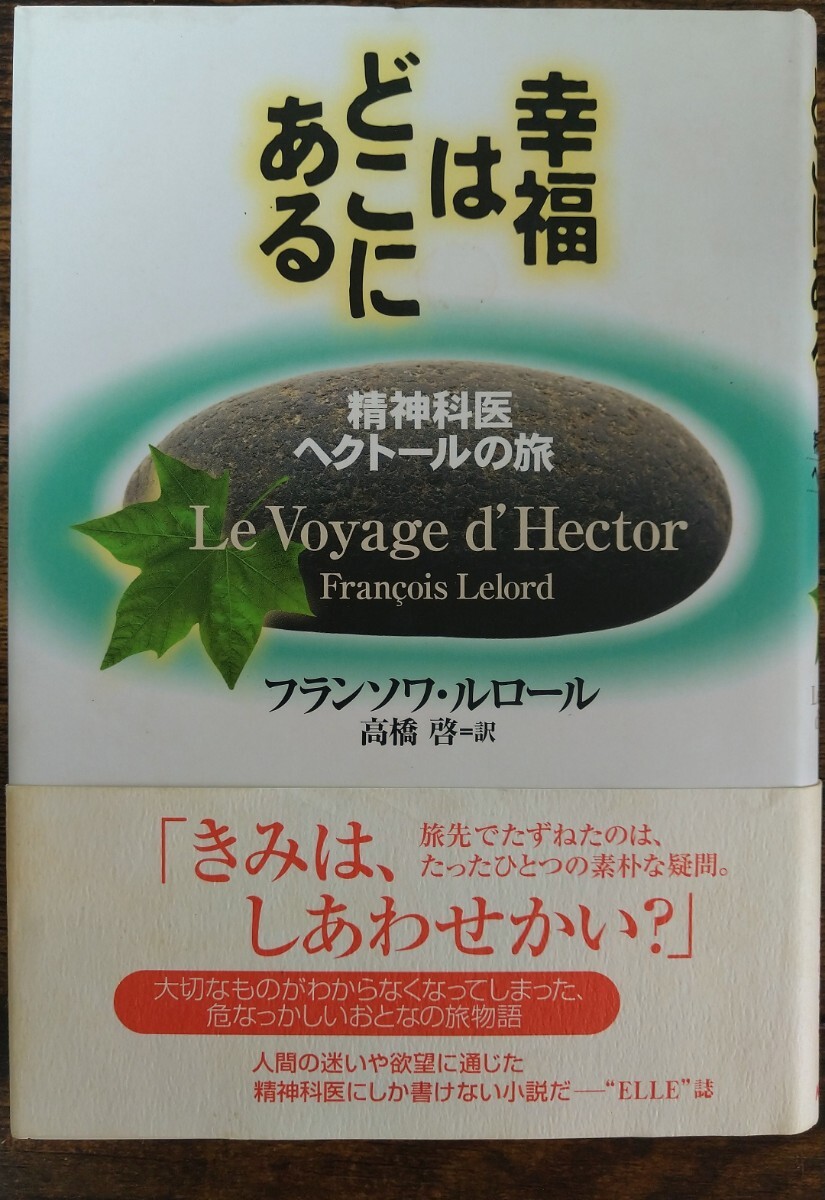 幸福
は
どこに
ある
精神科医
ヘクトールの旅
Le Voyage d'Hector
François Lelord
フランソワ・ルロール
高橋 啓=訳
「きみは、
しあわせかい?」
旅先でたずねたのは、
たったひとつの素朴な疑問。
大切なものがわからなくなってしまった、
危なっかしいおとなの旅物語
人間の迷いや欲望に通じた
精神科医にしか書けない小説だ——“ELLE”誌